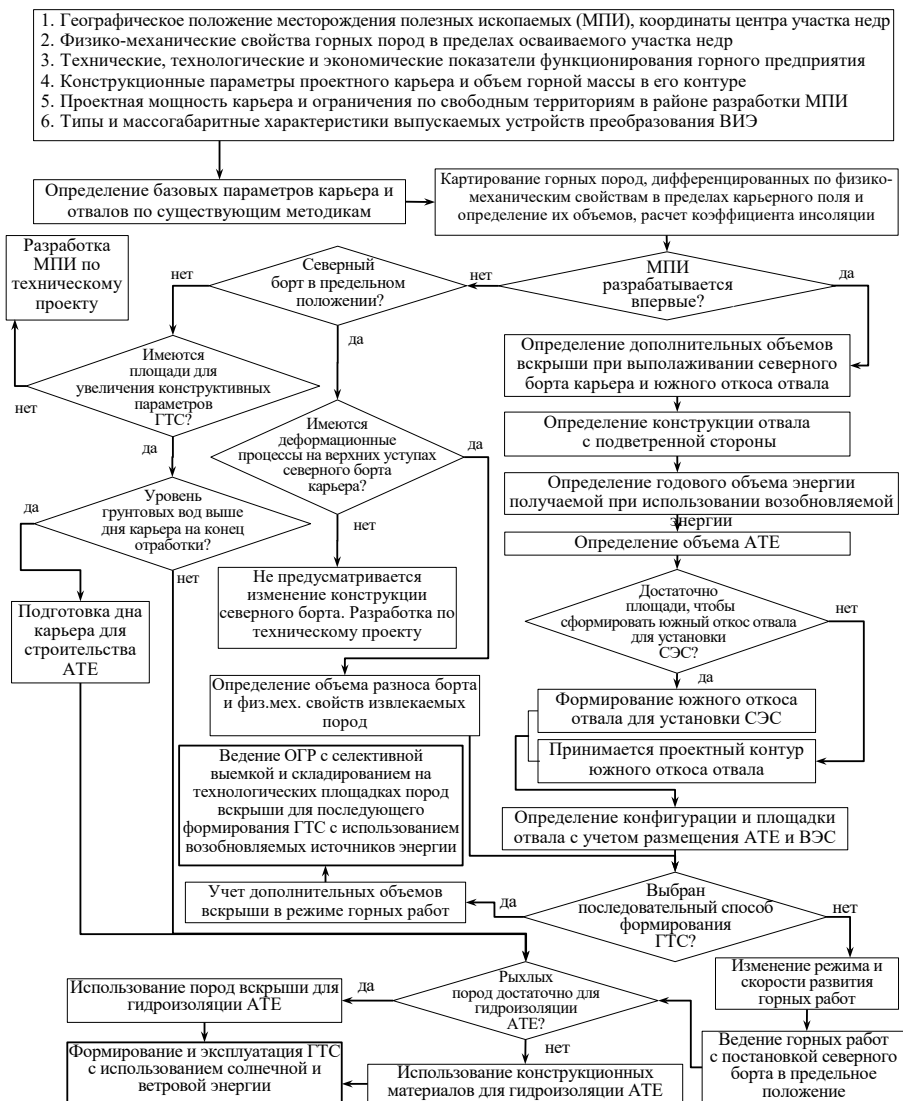 1. Географическое положение месторождения полезных ископаемых (МПИ), координаты центра участка недр
2. Физико-механические свойства горных пород в пределах осваиваемого участка недр
3. Технические, технологические и экономические показатели функционирования горного предприятия
4. Конструкционные параметры проектного карьера и объем горной массы в его контуре
5. Проектная мощность карьера и ограничения по свободным территориям в районе разработки МПИ
6. Типы и массогабаритные характеристики выпускаемых устройств преобразования ВИЭ
Определение базовых параметров карьера и
отвалов по существующим методикам
Картирование горных пород, дифференцированных по физико-
механическим свойствам в пределах карьерного поля и
определение их объемов, расчет коэффициента инсоляции
Разработка
МПИ по
техническому
проекту
нет
Северный
борт в предельном
положении?
нет
МПИ
разрабатывается
впервые?
да
да
Имеются
площади для
увеличения конструктивных
параметров
ГТС?
нет
да
Определение дополнительных объемов
вскрыши при выполаживании северного
борта карьера и южного откоса отвала
Имеются
деформационные
процессы на верхних уступах
северного борта
карьера?
да
нет
Определение конструкции отвала
с подветренной стороны
Определение годового объема энергии
получаемой при использовании возобновляемой
энергии
Определение объема АТЕ
да
Уровень
грунтовых вод выше
дна карьера на конец
отработки?
нет
Не предусматривается
изменение конструкции
северного борта. Разработка по
техническому проекту
Подготовка дна
карьера для
строительства
АТЕ
Достаточно
площади, чтобы
сформировать южный откос отвала
для установки
СЭС?
нет
да
Определение объема разноса борта
и физ.мех. свойств извлекаемых
пород
Формирование южного откоса
отвала для установки СЭС
Принимается проектный контур
южного откоса отвала
Ведение ОГР с селективной
выемкой и складированием на
технологических площадках пород
вскрыши для последующего
формирования ГТС с использованием
возобновляемых источников энергии
Определение конфигурации и площадки
отвала с учетом размещения АТЕ и ВЭС
Учет дополнительных объемов
вскрыши в режиме горных работ
да
Выбран
последовательный способ
формирования
ГТС?
нет
Изменение режима и
скорости развития
горных работ
Использование пород вскрыши для
гидроизоляции АТЕ
да
Рыхлых
пород достаточно для
гидроизоляции
АТЕ?
нет
Ведение горных работ
с постановкой северного
борта в предельное
положение
Формирование и эксплуатация ГТС
с использованием солнечной и
ветровой энергии
Использование конструкционных
материалов для гидроизоляции АТЕ